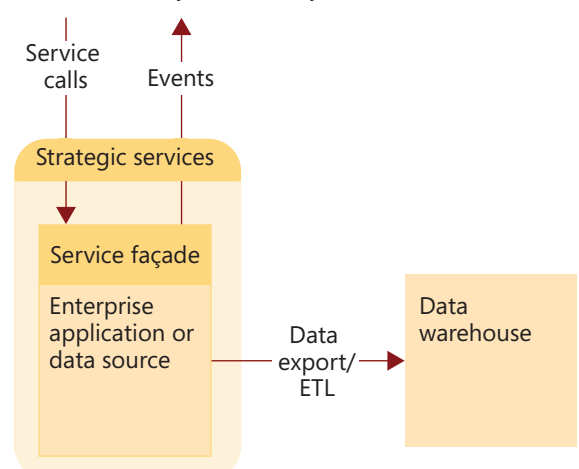 Service
calls
Events
Strategic services
Service façade
Enterprise
application or
data source
Data
export/
ETL
Data
warehouse